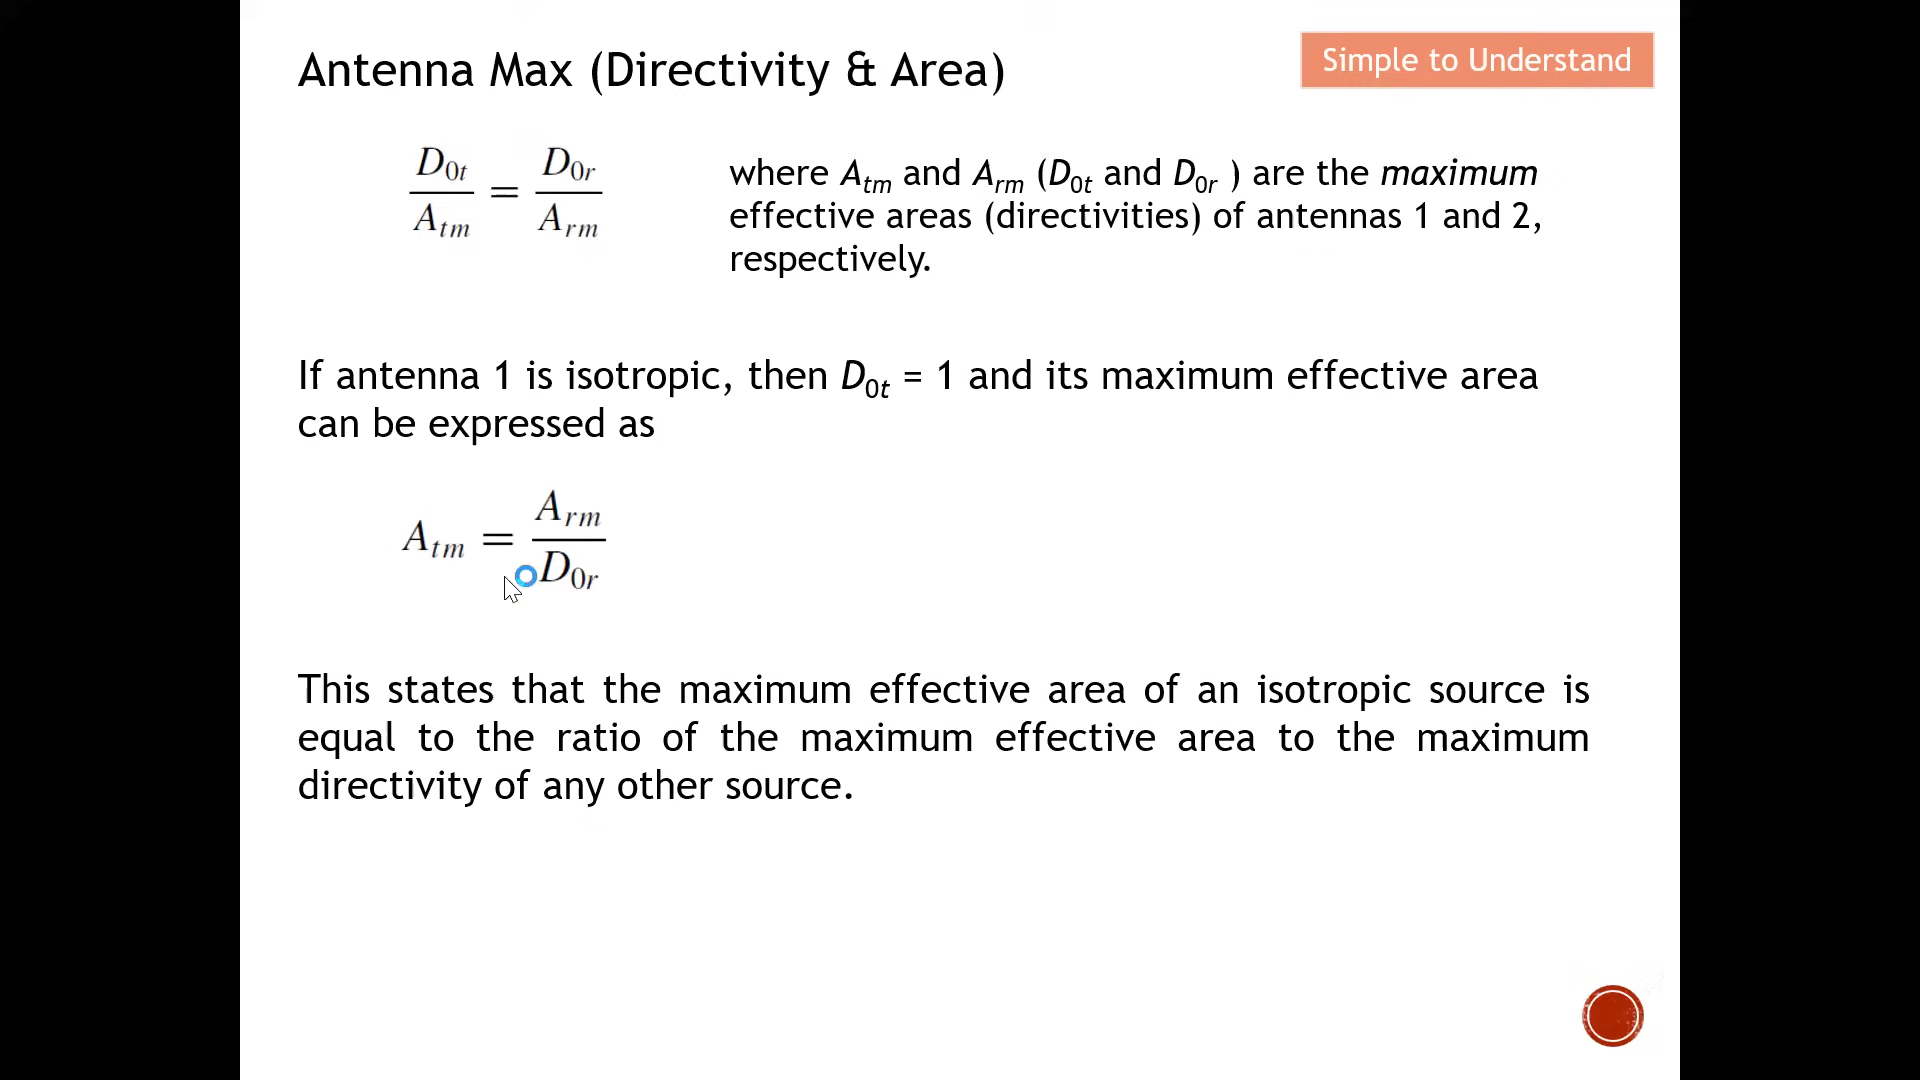 Antenna Max (Directivity & Area)
Simple to Understand
D0t / Atm = D0r / Arm
where Atm and Arm (D0t and D0r ) are the maximum
effective areas (directivities) of antennas 1 and 2,
respectively.
If antenna 1 is isotropic, then D0t = 1 and its maximum effective area
can be expressed as
Atm = Arm / D0r
This states that the maximum effective area of an isotropic source is
equal to the ratio of the maximum effective area to the maximum
directivity of any other source.